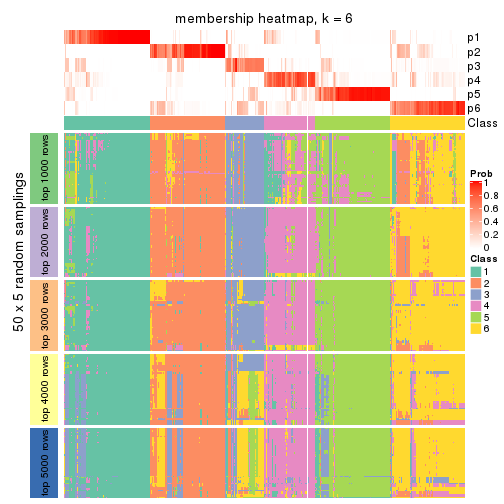 membership heatmap, k = 6
p1
p2
p3
p4
p5
p6
Class
50 x 5 random samplings
top 1000 rows
top 2000 rows
top 3000 rows
top 4000 rows
top 5000 rows
Prob
1
0.8
0.6
0.4
0.2
0
Class
1
2
3
4
5
6